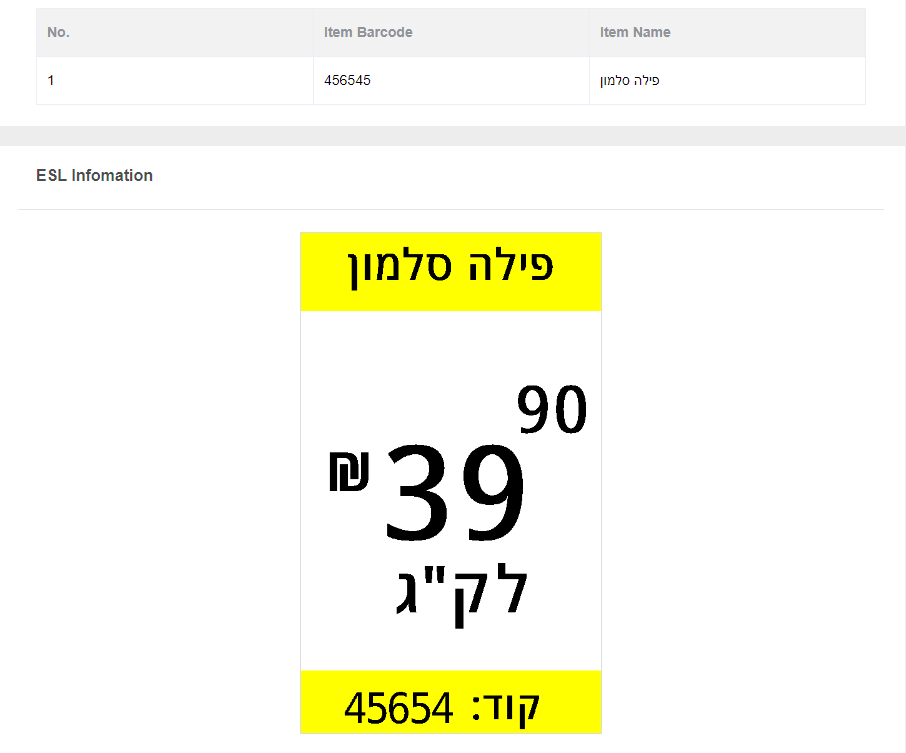 No. Item Barcode Item Name
1 456545 פילה סלמון
ESL Infomation
פילה סלמון
90
₪ 39
לק"ג
קוד: 45654